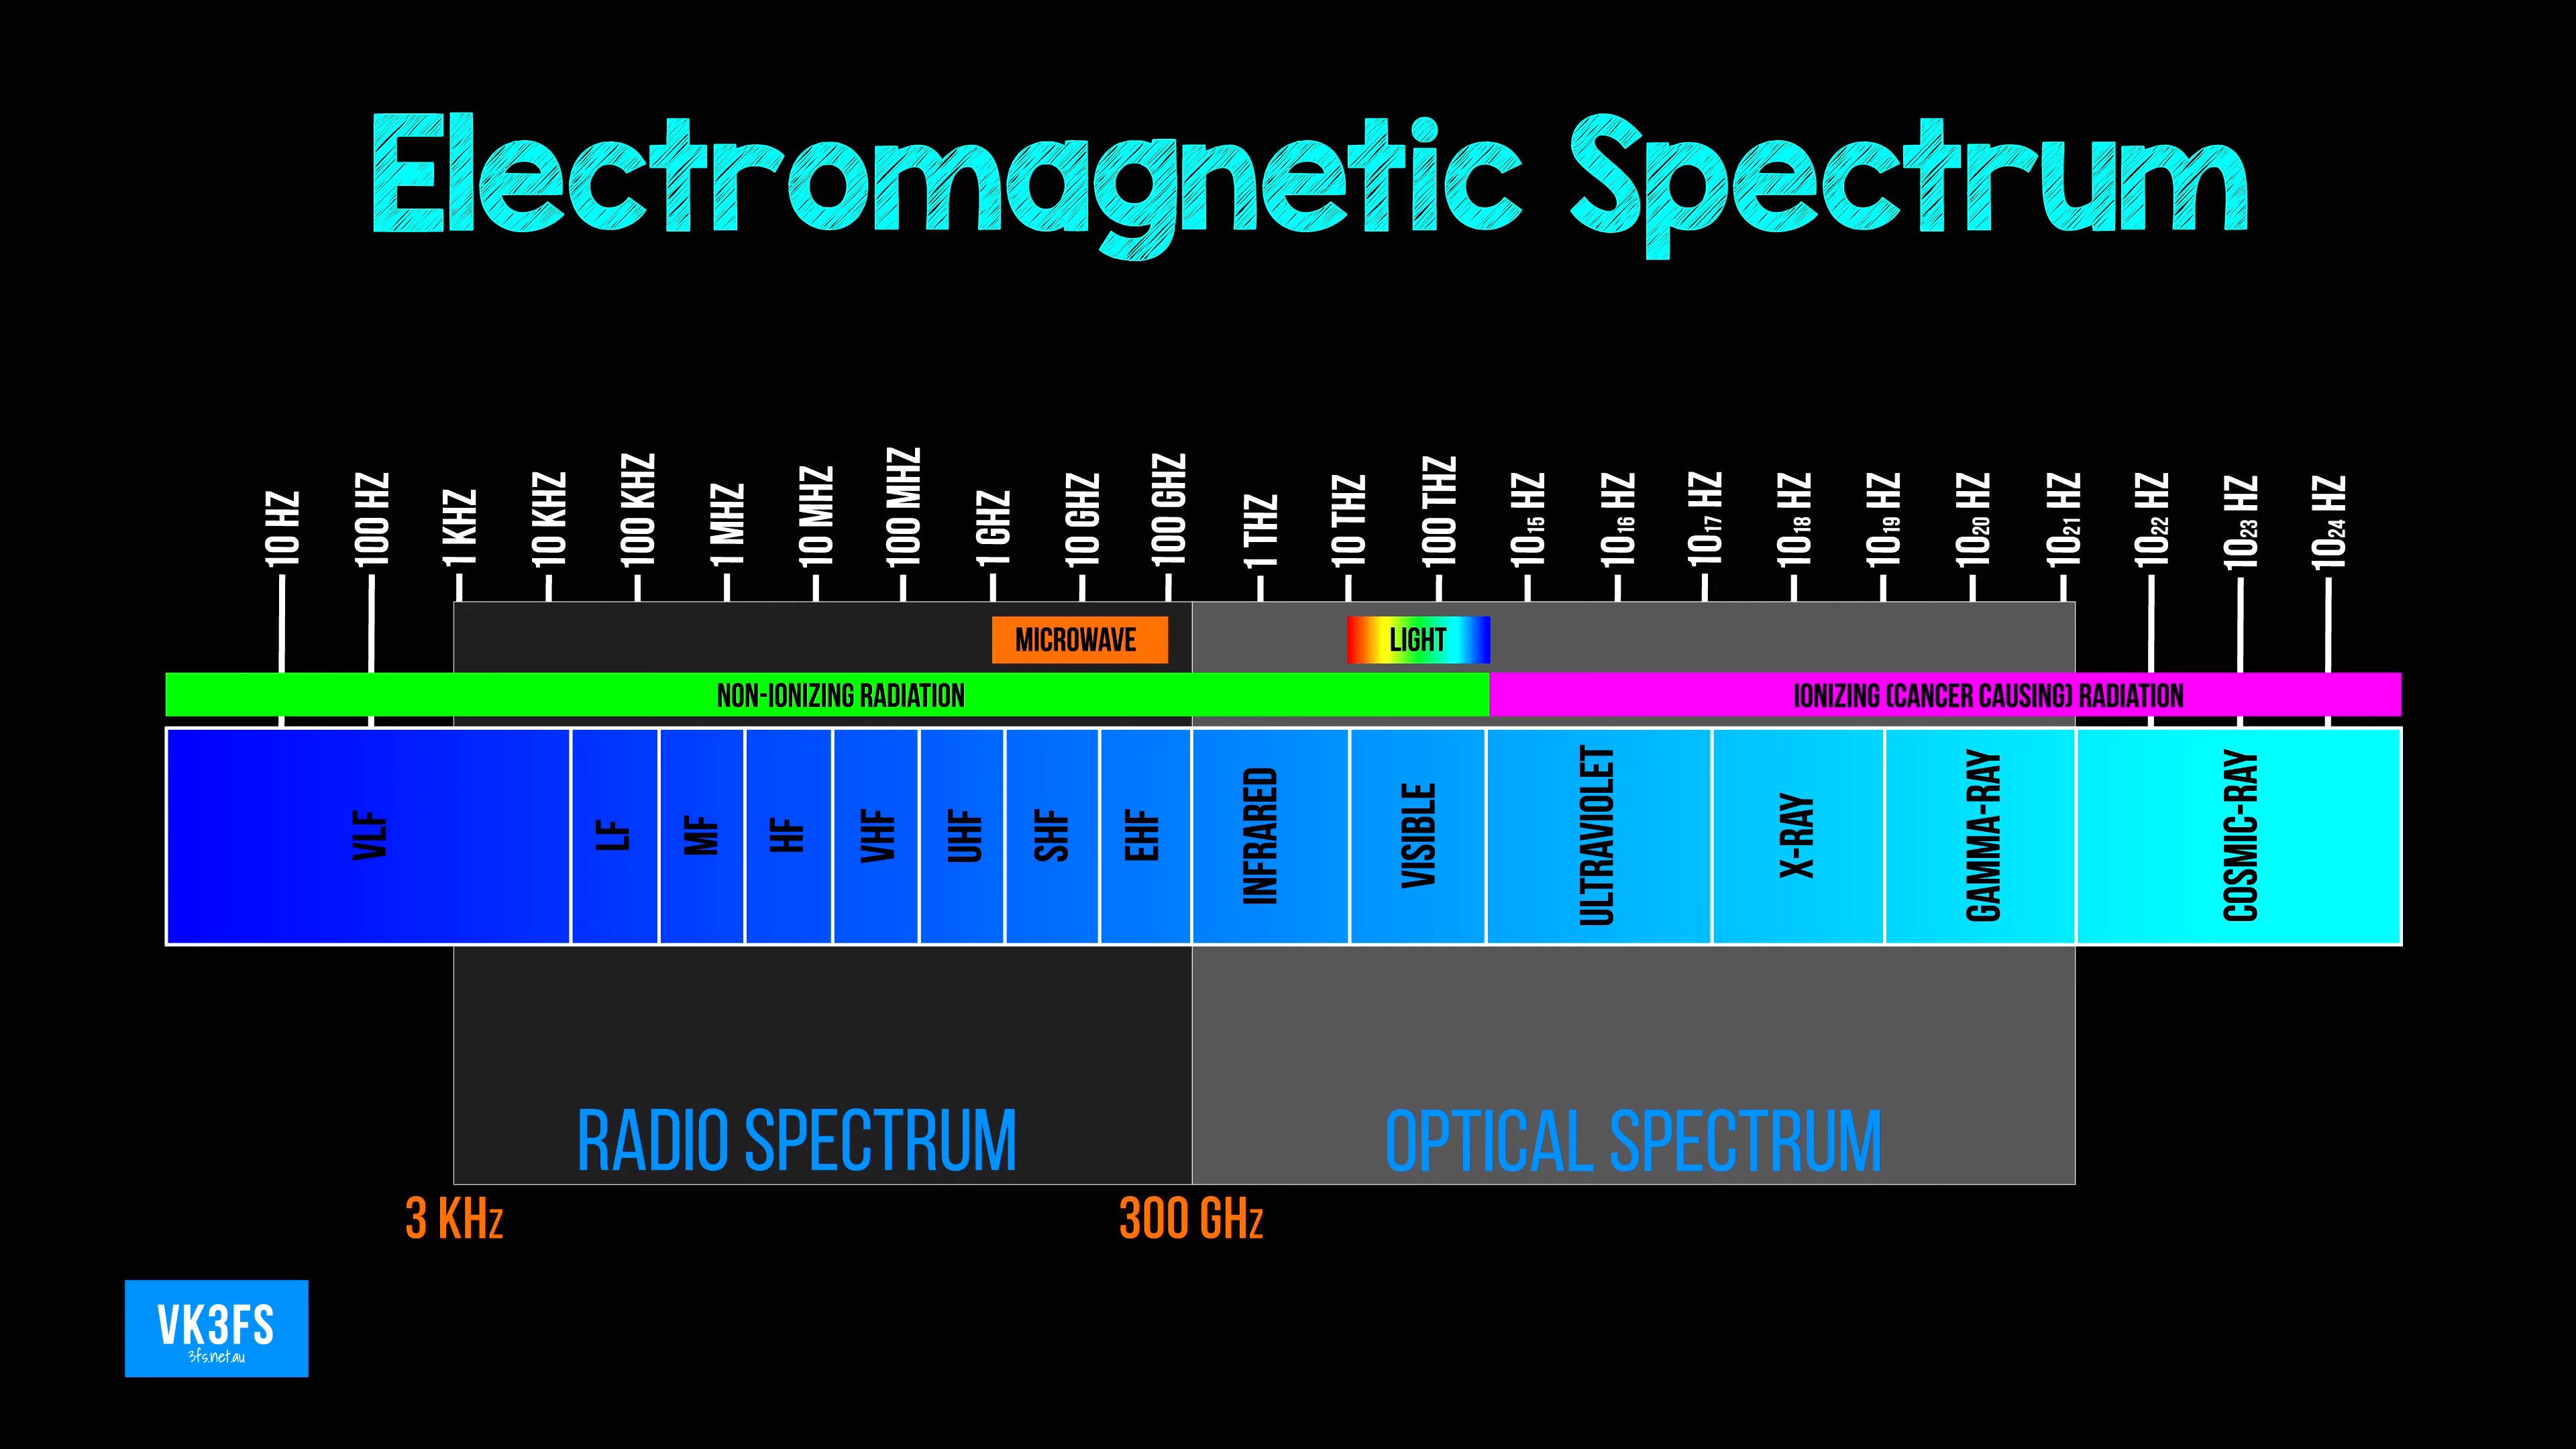 Electromagnetic Spectrum
10 HZ
100 HZ
1 KHZ
10 KHZ
100 KHZ
1 MHZ
10 MHZ
100 MHZ
1 GHZ
10 GHZ
100 GHZ
1 THZ
10 THZ
100 THZ
10₁₅ HZ
10₁₆ HZ
10₁₇ HZ
10₁₈ HZ
10₁₉ HZ
10₂₀ HZ
10₂₁ HZ
10₂₂ HZ
10₂₃ HZ
10₂₄ HZ
MICROWAVE
LIGHT
NON-IONIZING RADIATION
IONIZING (CANCER CAUSING) RADIATION
VLF
LF
MF
HF
VHF
UHF
SHF
EHF
INFRARED
VISIBLE
ULTRAVIOLET
X-RAY
GAMMA-RAY
COSMIC-RAY
RADIO SPECTRUM
OPTICAL SPECTRUM
3 KHz
300 GHz
VK3FS
3fs.net.au